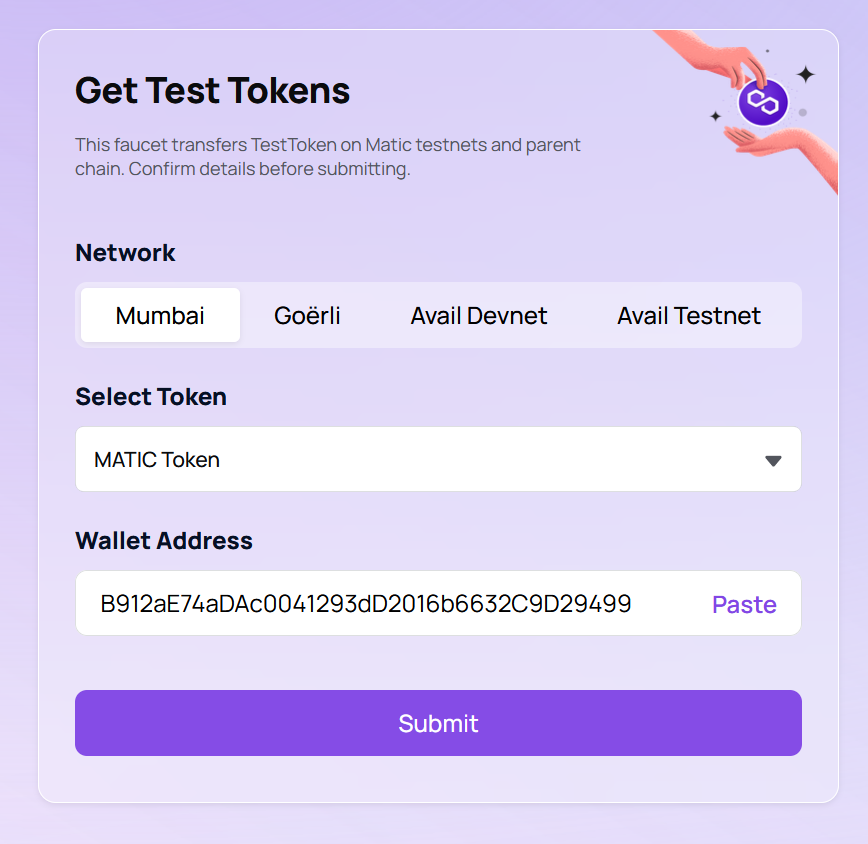 Get Test Tokens
This faucet transfers TestToken on Matic testnets and parent
chain. Confirm details before submitting.
Network
Mumbai Goërli Avail Devnet Avail Testnet
Select Token
MATIC Token
Wallet Address
B912aE74aDAc0041293dD2016b6632C9D29499 Paste
Submit